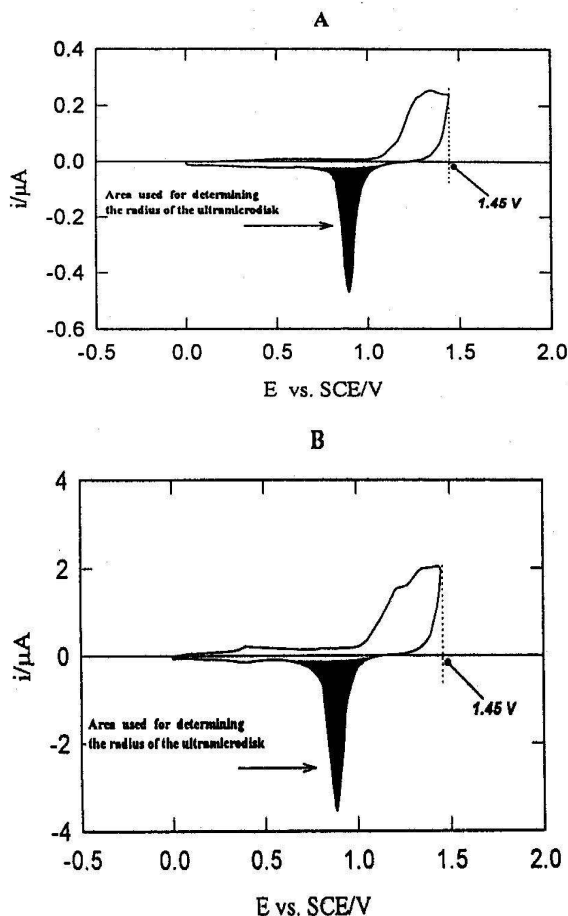 A
0.4
0.2
0.0
-0.2
-0.4
-0.6
i/µA
Area used for determining
the radius of the ultramicrodisk
1.45 V
-0.5 0.0 0.5 1.0 1.5 2.0
E vs. SCE/V
B
4
2
0
-2
-4
i/µA
Area used for determining
the radius of the ultramicrodisk
1.45 V
-0.5 0.0 0.5 1.0 1.5 2.0
E vs. SCE/V